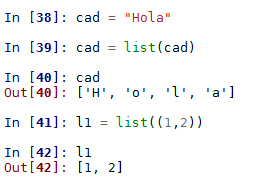 In [38]: cad = "Hola"
In [39]: cad = list(cad)
In [40]: cad
Out[40]: ['H', 'o', 'l', 'a']
In [41]: l1 = list((1,2))
In [42]: l1
Out[42]: [1, 2]